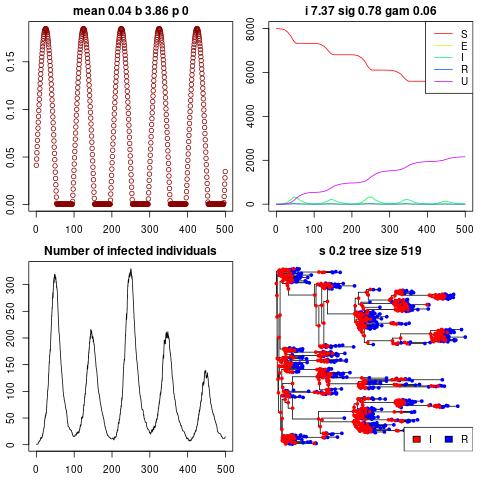 mean 0.04 b 3.86 p 0
0.00 0.05 0.10 0.15
0 100 200 300 400 500
i 7.37 sig 0.78 gam 0.06
0 2000 4000 6000 8000
0 100 200 300 400 500
S
E
I
R
U
Number of infected individuals
0 50 100 150 200 250 300
0 100 200 300 400 500
s 0.2 tree size 519
I R